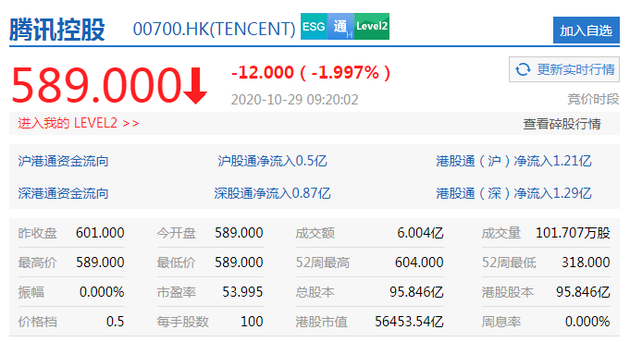 腾讯控股 00700.HK(TENCENT) ESG 通H Level2 加入自选
589.000 -12.000（-1.997%） 更新实时行情
2020-10-29 09:20:02 竞价时段
进入我的 LEVEL2 >> 查看碎股行情
沪港通资金流向 沪股通净流入0.5亿 港股通（沪）净流入1.21亿
深港通资金流向 深股通净流入0.87亿 港股通（深）净流入1.29亿
昨收盘 601.000 今开盘 589.000 成交额 6.004亿 成交量 101.707万股
最高价 589.000 最低价 589.000 52周最高 604.000 52周最低 318.000
振幅 0.000% 市盈率 53.995 总股本 95.846亿 港股股本 95.846亿
价格档 0.5 每手股数 100 港股市值 56453.54亿 周息率 0.000%